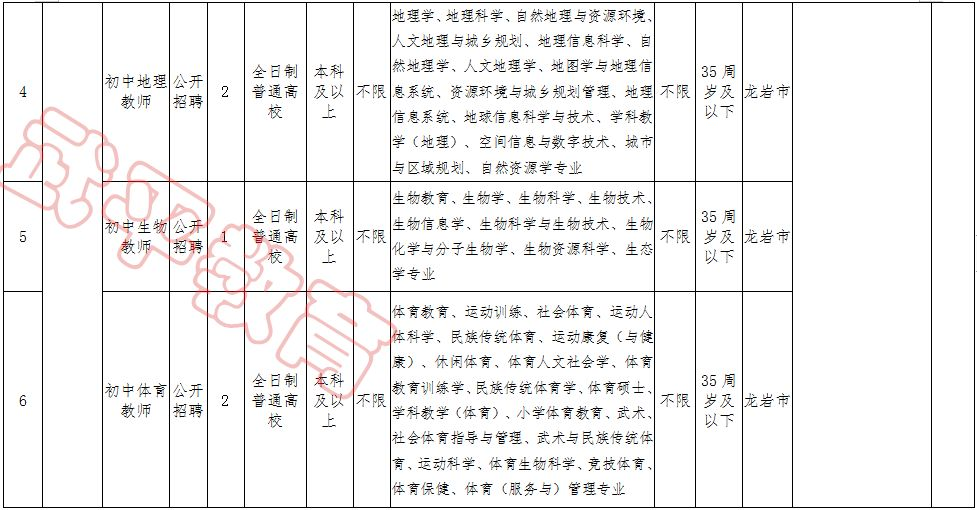 4
初中地理
教师
公开
招聘
2
全日制
普通高
校
本科
及以
上
不限
地理学、地理科学、自然地理与资源环境、
人文地理与城乡规划、地理信息科学、自
然地理学、人文地理学、地图学与地理信
息系统、资源环境与城乡规划管理、地理
信息系统、地球信息科学与技术、学科教
学（地理）、空间信息与数字技术、城市
与区域规划、自然资源学专业
不限
35 周
岁及
以下
龙岩市
5
初中生物
教师
公开
招聘
1
全日制
普通高
校
本科
及以
上
不限
生物教育、生物学、生物科学、生物技术、
生物信息学、生物科学与生物技术、生物
化学与分子生物学、生物资源科学、生态
学专业
不限
35 周
岁及
以下
龙岩市
6
初中体育
教师
公开
招聘
2
全日制
普通高
校
本科
及以
上
不限
体育教育、运动训练、社会体育、运动人
体科学、民族传统体育、运动康复（与健
康）、休闲体育、体育人文社会学、体育
教育训练学、民族传统体育学、体育硕士、
学科教学（体育）、小学体育教育、武术、
社会体育指导与管理、武术与民族传统体
育、运动科学、体育生物科学、竞技体育、
体育保健、体育（服务与）管理专业
不限
35 周
岁及
以下
龙岩市
武平教育